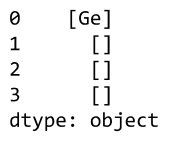 0    [Ge]
1      []
2      []
3      []
dtype: object